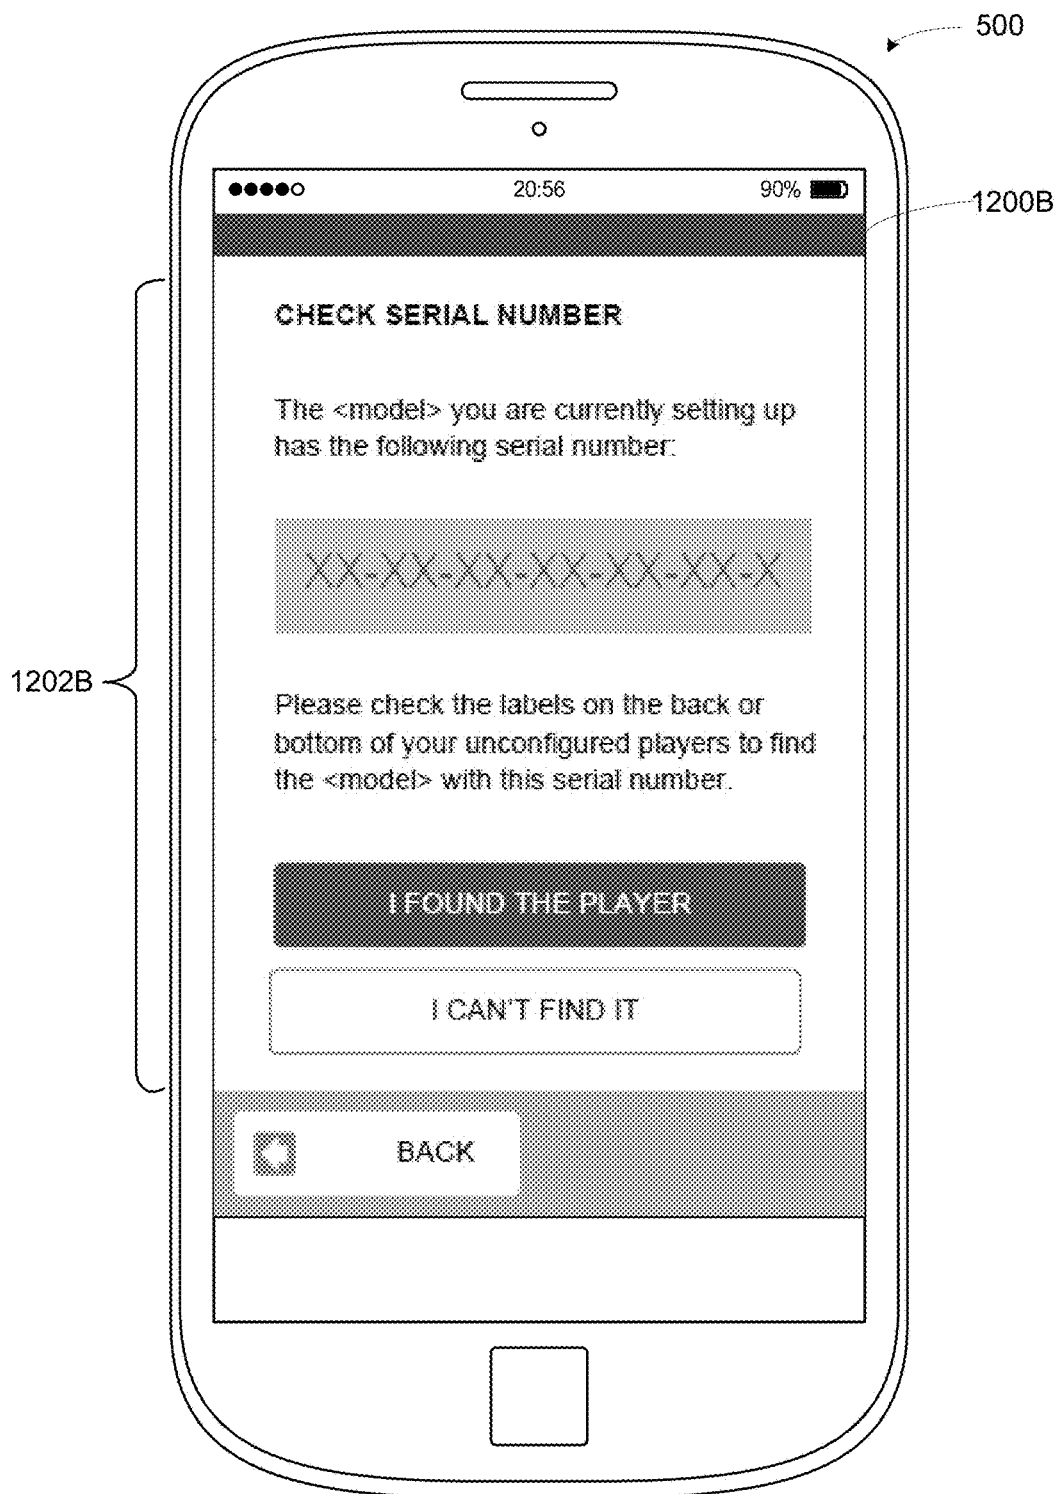 500
20:56
90%
1200B
CHECK SERIAL NUMBER
The <model> you are currently setting up
has the following serial number:
XX-XX-XX-XX-XX-XX-X
1202B
Please check the labels on the back or
bottom of your unconfigured players to find
the <model> with this serial number.
I FOUND THE PLAYER
I CAN'T FIND IT
BACK